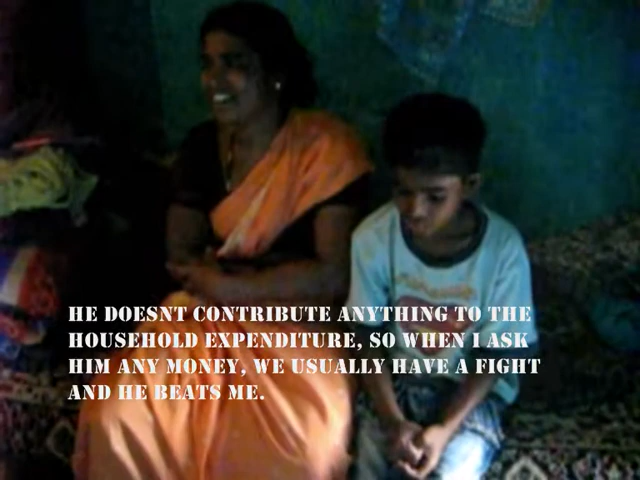 HE DOESNT CONTRIBUTE ANYTHING TO THE
HOUSEHOLD EXPENDITURE, SO WHEN I ASK
HIM ANY MONEY, WE USUALLY HAVE A FIGHT
AND HE BEATS ME.